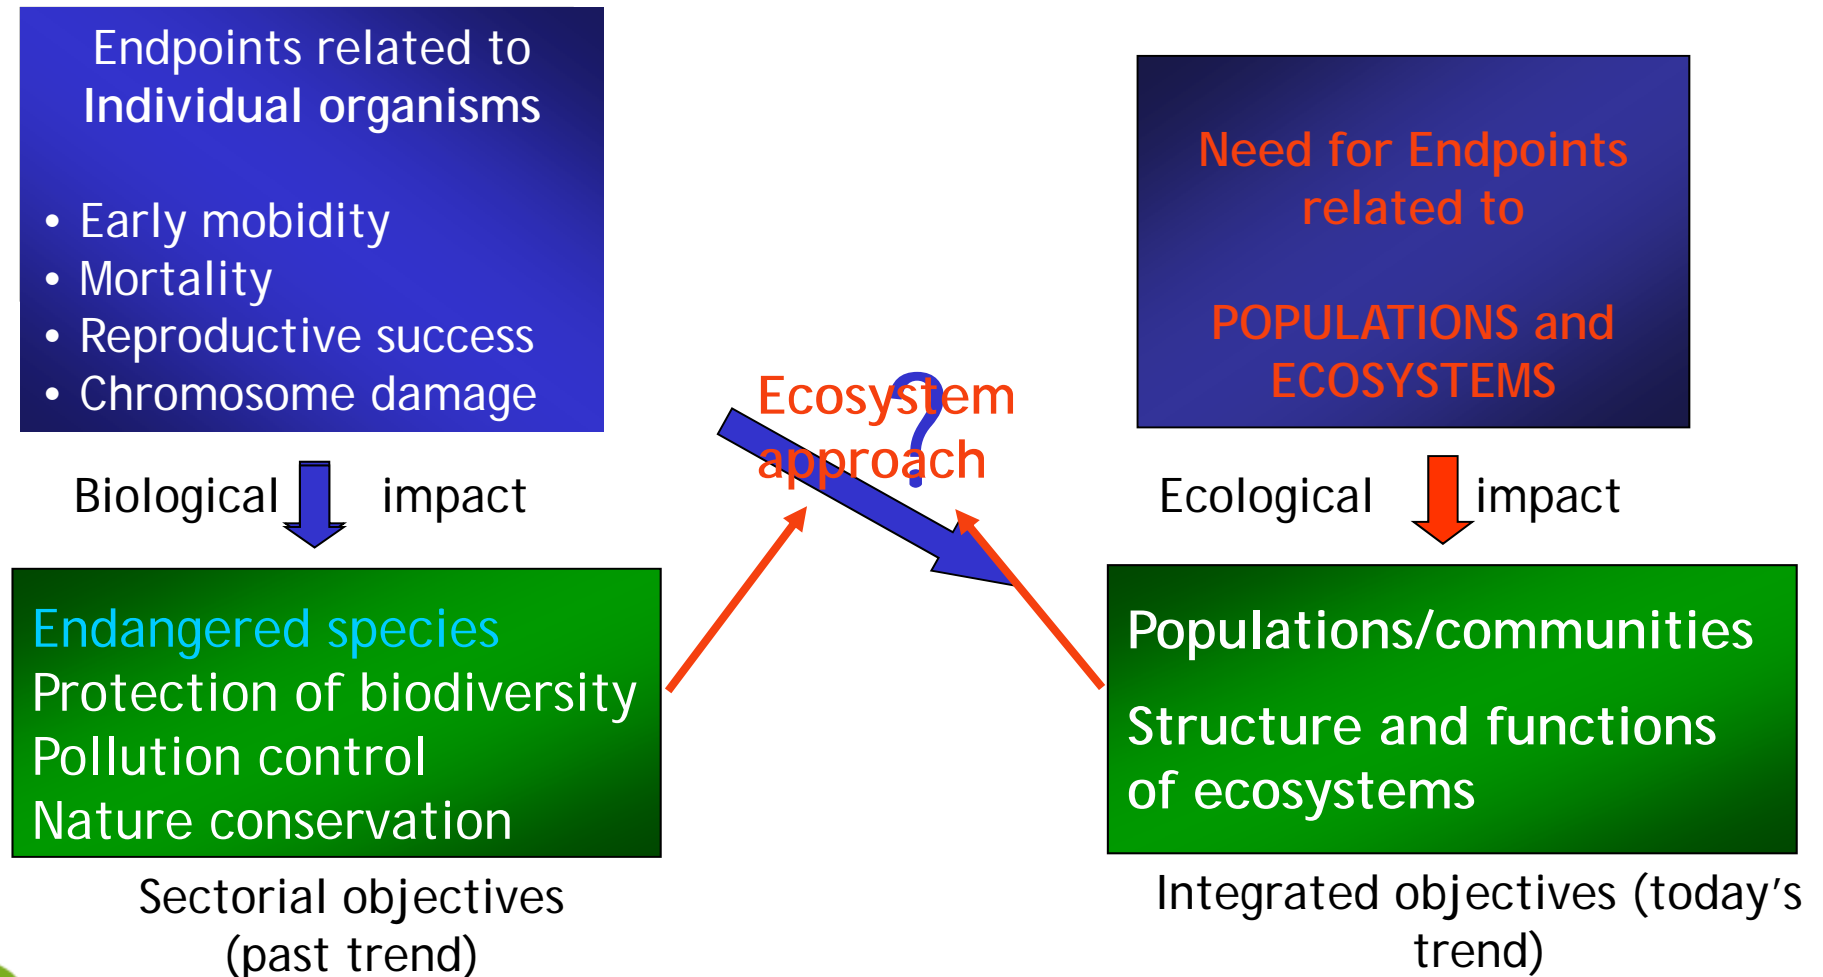 Endpoints related to
Individual organisms
• Early mobidity
• Mortality
• Reproductive success
• Chromosome damage
Biological impact
Endangered species
Protection of biodiversity
Pollution control
Nature conservation
Sectorial objectives
(past trend)
?
Ecosystem
approach
Need for Endpoints
related to
POPULATIONS and
ECOSYSTEMS
Ecological impact
Populations/communities
Structure and functions
of ecosystems
Integrated objectives (today's
trend)